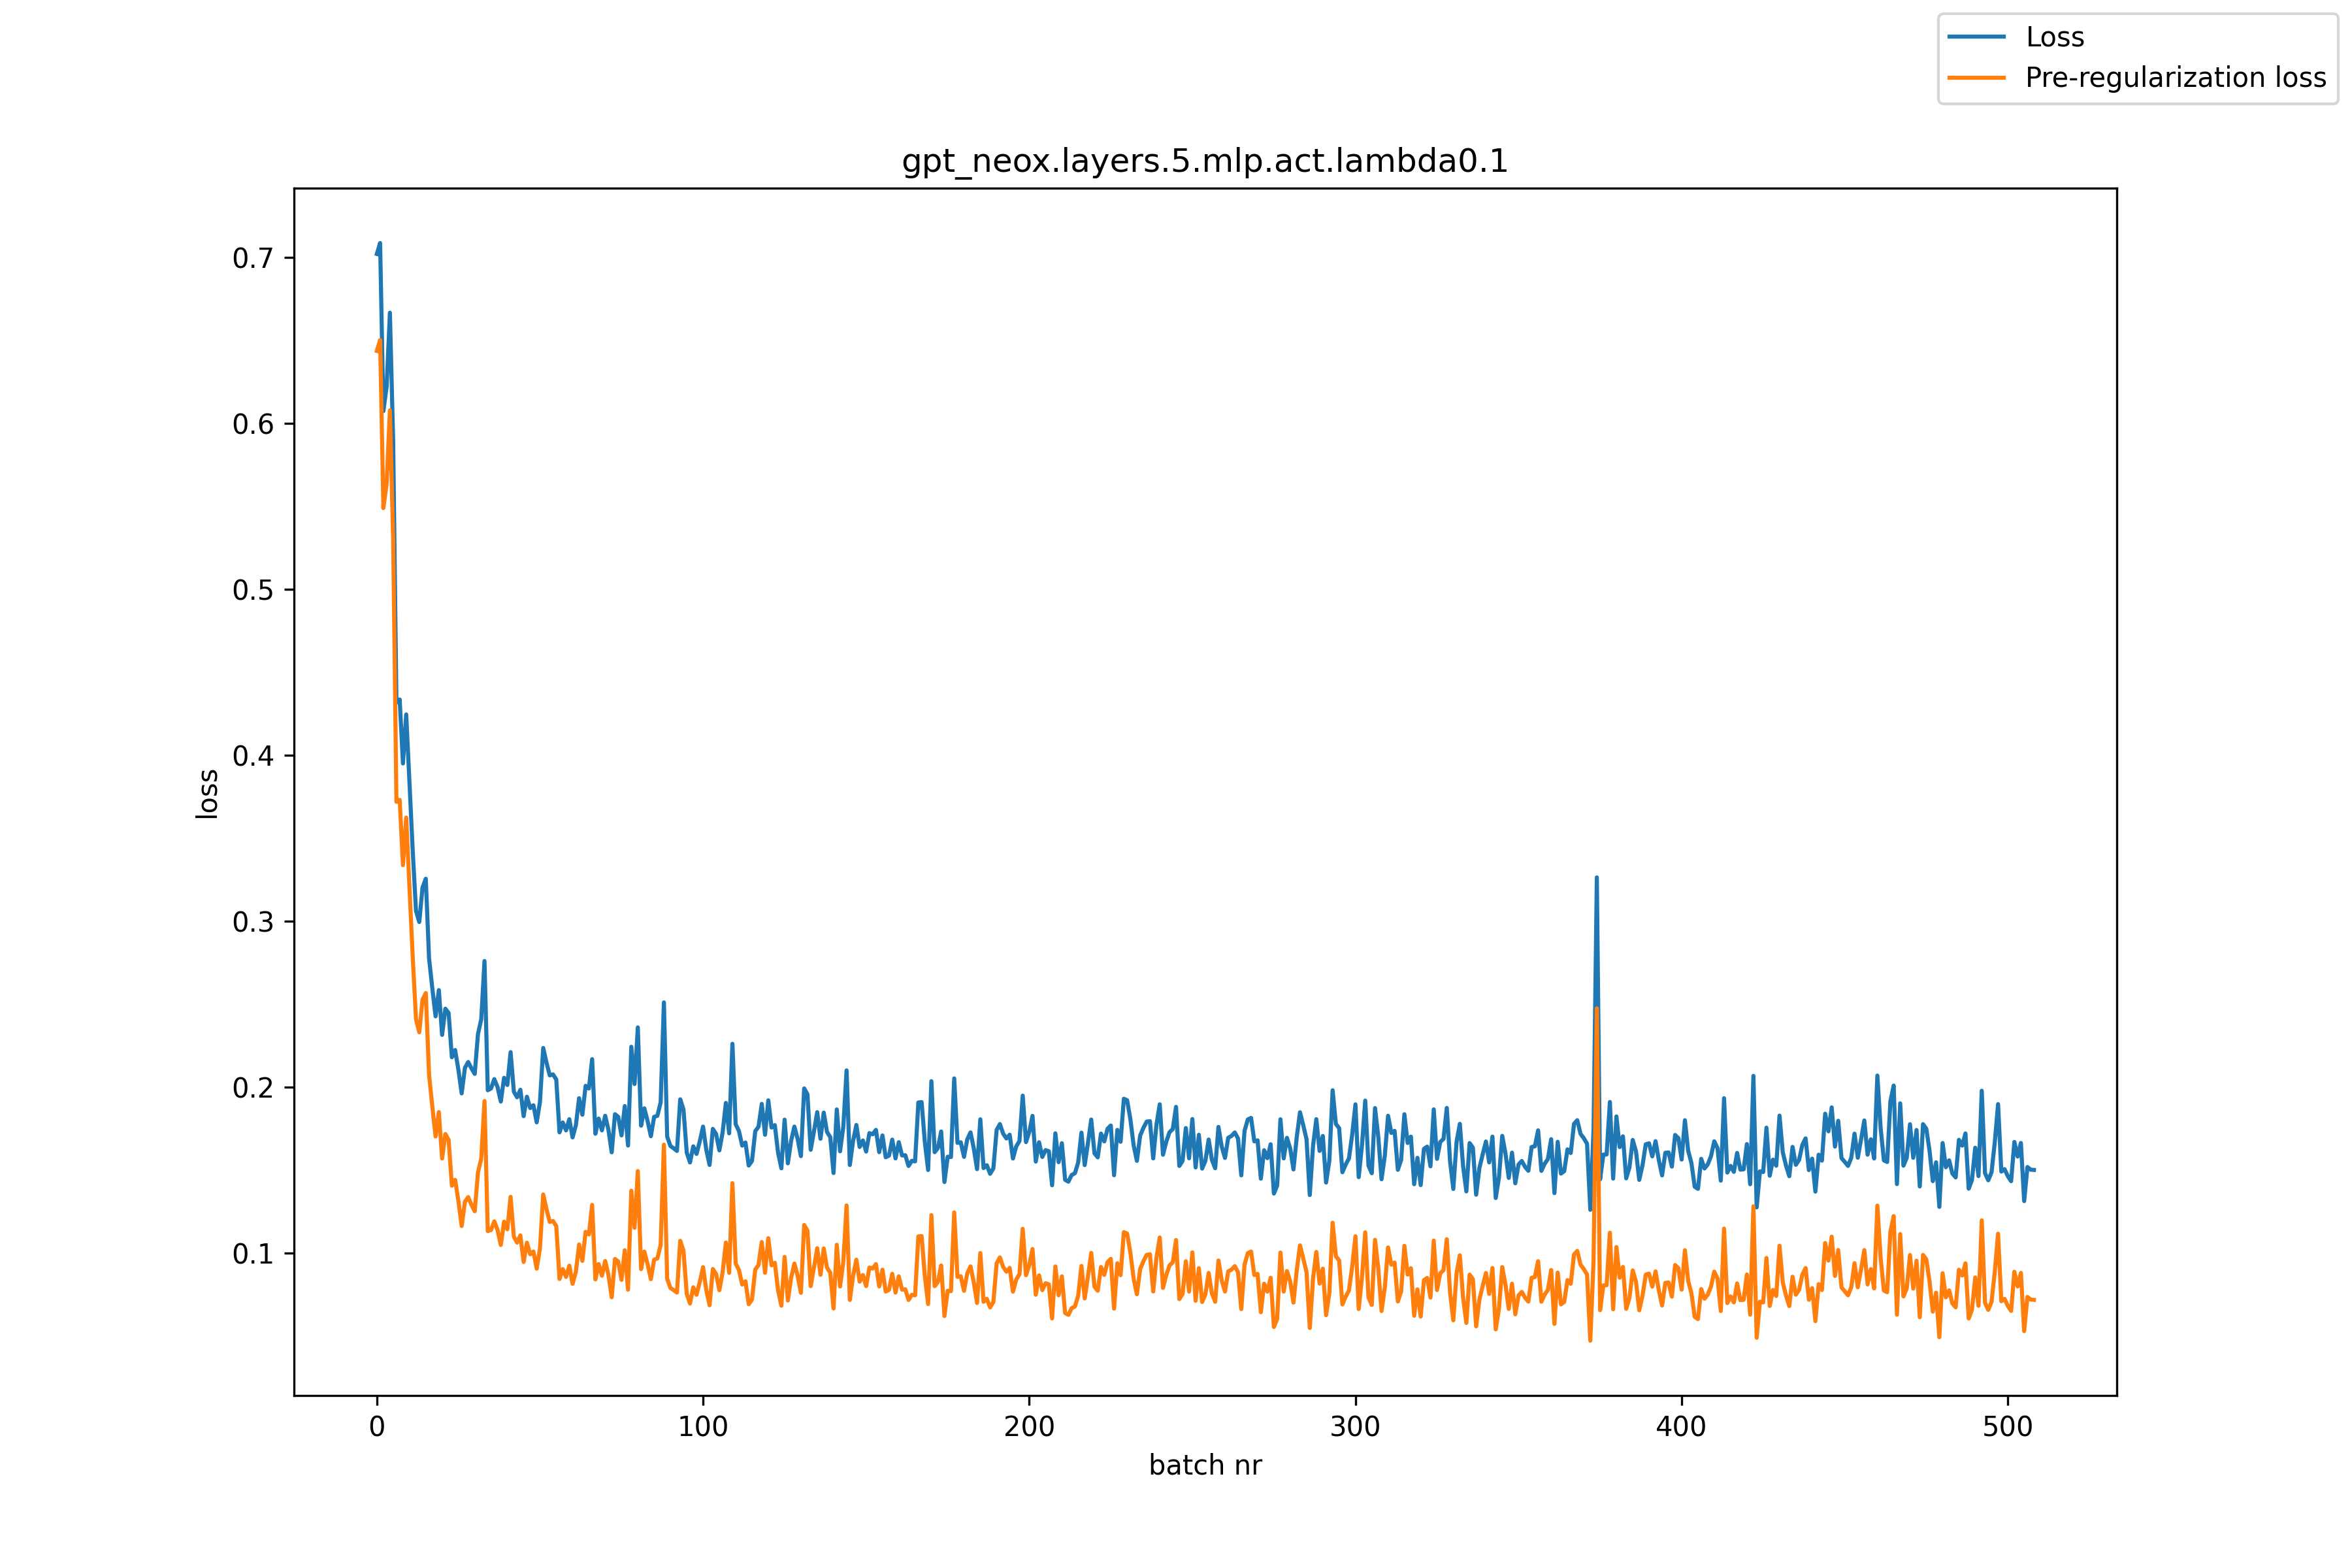 Loss
Pre-regularization loss
gpt_neox.layers.5.mlp.act.lambda0.1
0.7
0.6
0.5
0.4
0.3
0.2
0.1
loss
0 100 200 300 400 500
batch nr